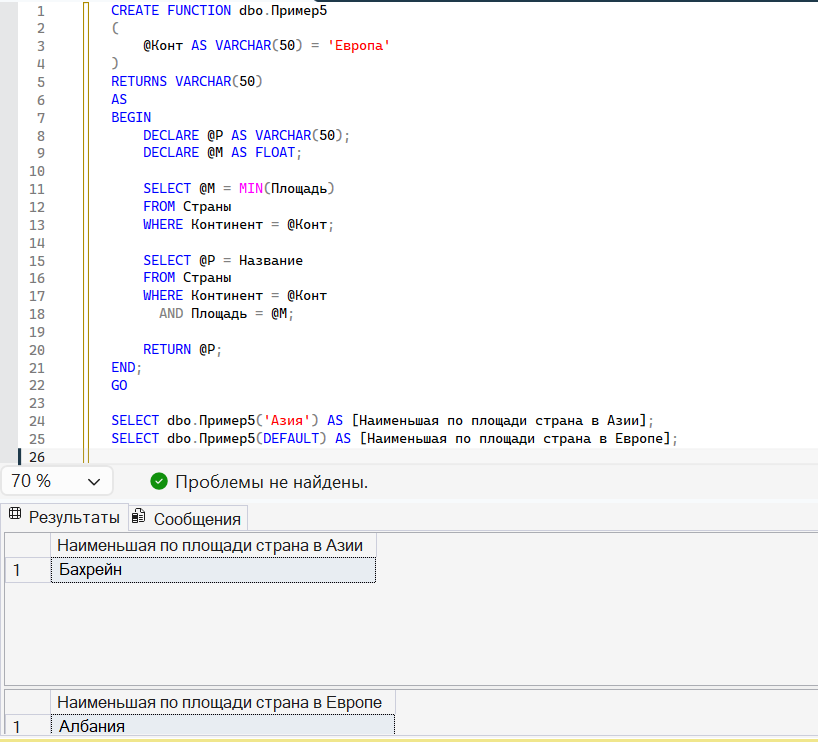 1 CREATE FUNCTION dbo.Пример5
2 (
3 @Конт AS VARCHAR(50) = 'Европа'
4 )
5 RETURNS VARCHAR(50)
6 AS
7 BEGIN
8 DECLARE @P AS VARCHAR(50);
9 DECLARE @M AS FLOAT;
10
11 SELECT @M = MIN(Площадь)
12 FROM Страны
13 WHERE Континент = @Конт;
14
15 SELECT @P = Название
16 FROM Страны
17 WHERE Континент = @Конт
18 AND Площадь = @M;
19
20 RETURN @P;
21 END;
22 GO
23
24 SELECT dbo.Пример5('Азия') AS [Наименьшая по площади страна в Азии];
25 SELECT dbo.Пример5(DEFAULT) AS [Наименьшая по площади страна в Европе];
26
70 % Проблемы не найдены.
Результаты Сообщения
Наименьшая по площади страна в Азии
1 Бахрейн
Наименьшая по площади страна в Европе
1 Албания